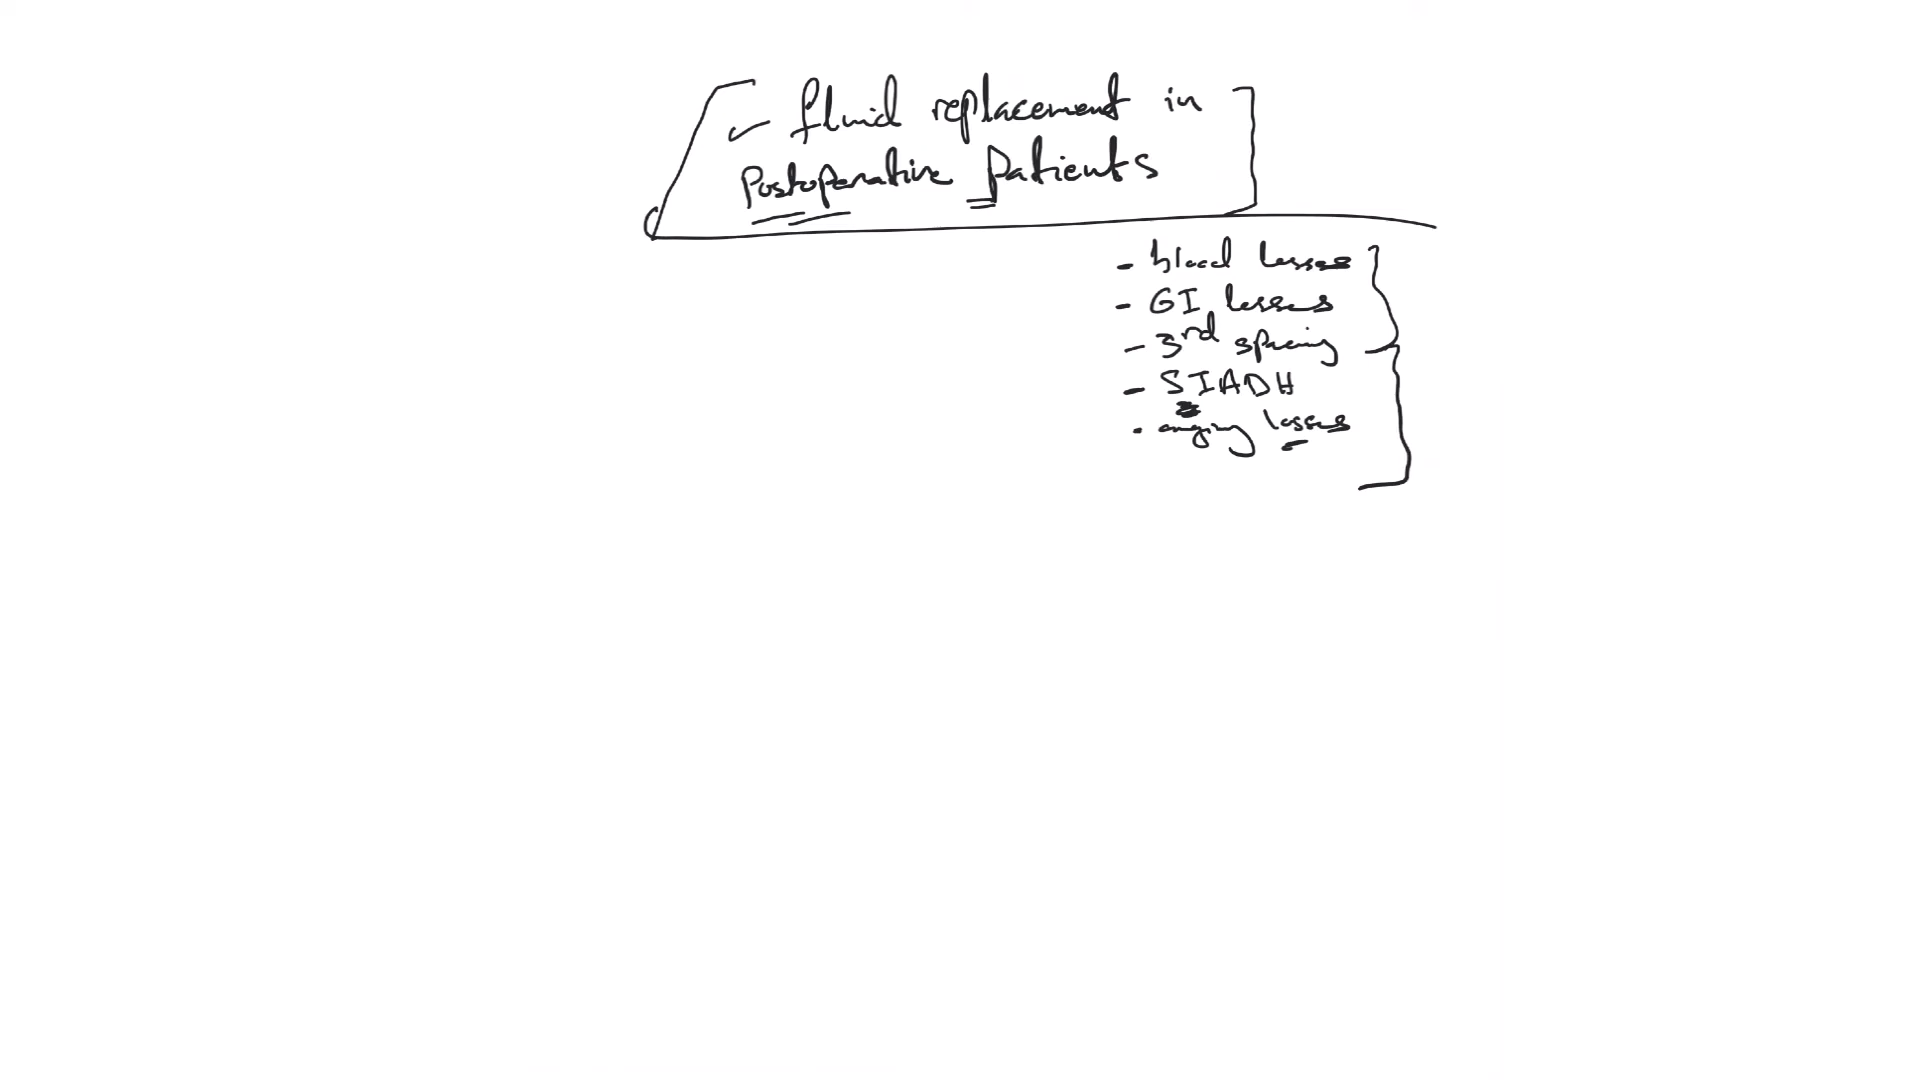 ✓ fluid replacement in
Postoperative patients
- blood losses
- GI losses
- 3rd spacing
- SIADH
- ongoing losses